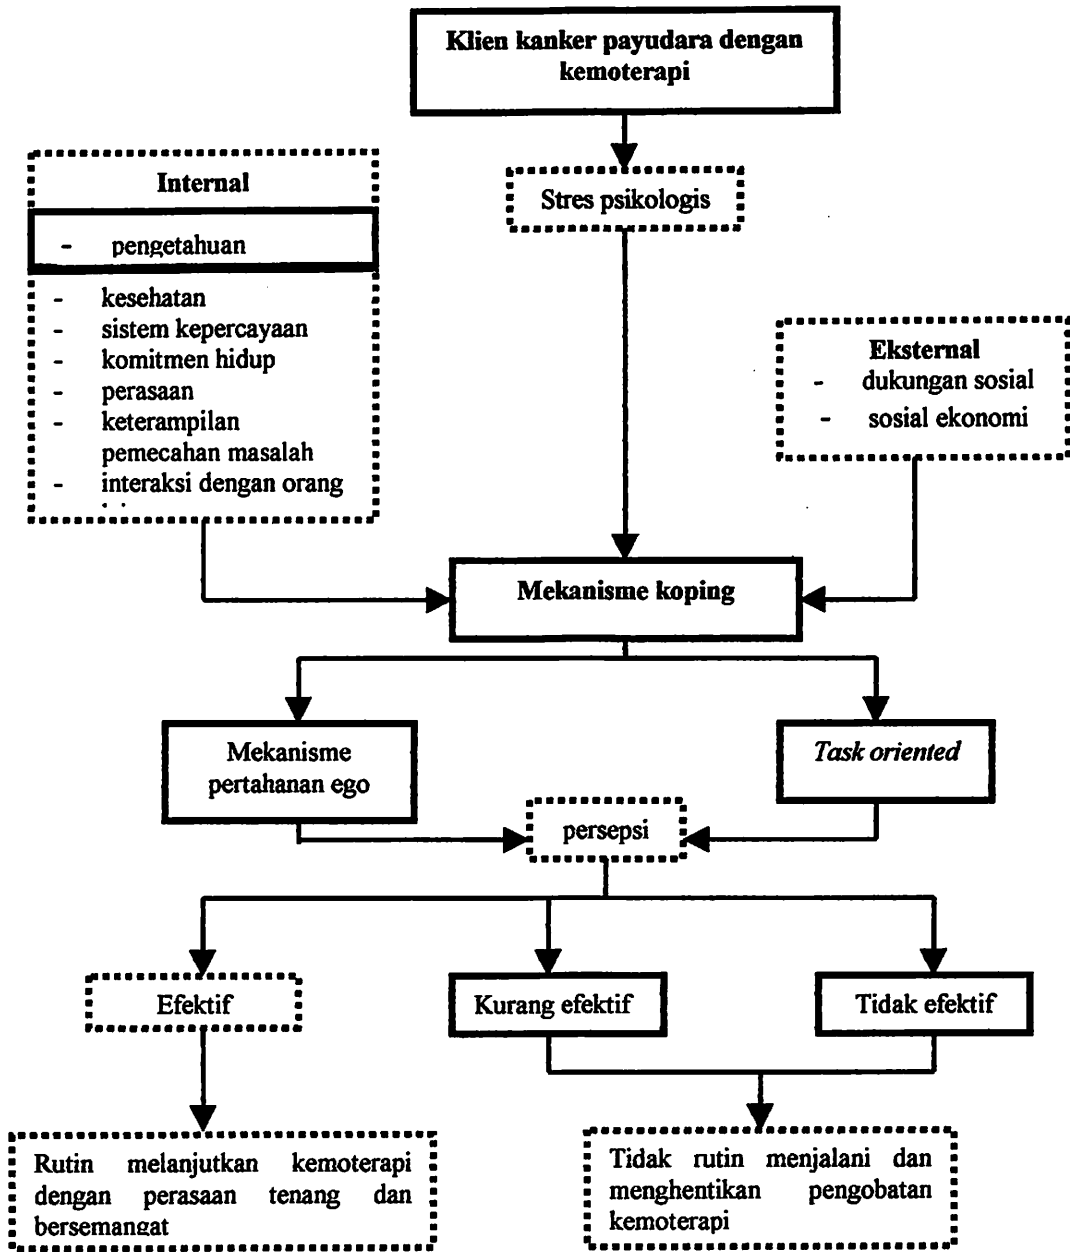 Klien kanker payudara dengan
kemoterapi
Stres psikologis
Internal
- pengetahuan
- kesehatan
- sistem kepercayaan
- komitmen hidup
- perasaan
- keterampilan
pemecahan masalah
- interaksi dengan orang
Eksternal
- dukungan sosial
- sosial ekonomi
Mekanisme koping
Mekanisme
pertahanan ego
Task oriented
persepsi
Efektif
Kurang efektif
Tidak efektif
Rutin melanjutkan kemoterapi
dengan perasaan tenang dan
bersemangat
Tidak rutin menjalani dan
menghentikan pengobatan
kemoterapi